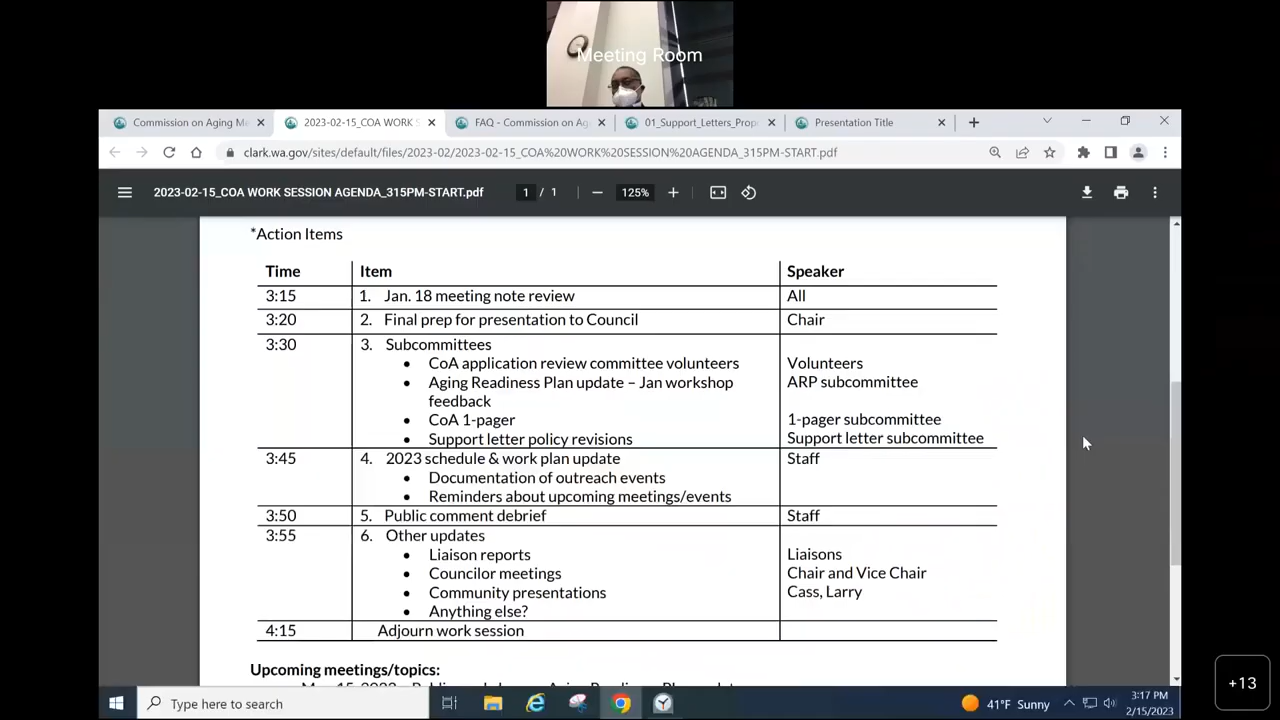 Meeting Room
Commission on Aging Me
2023-02-15_COA WORK S
FAQ - Commission on Ag
01_Support_Letters_Prop
Presentation Title
clark.wa.gov/sites/default/files/2023-02/2023-02-15_COA%20WORK%20SESSION%20AGENDA_315PM-START.pdf
2023-02-15_COA WORK SESSION AGENDA_315PM-START.pdf 1 / 1 125%
*Action Items
Time Item Speaker
3:15 1. Jan. 18 meeting note review All
3:20 2. Final prep for presentation to Council Chair
3:30 3. Subcommittees
• CoA application review committee volunteers Volunteers
• Aging Readiness Plan update – Jan workshop ARP subcommittee
feedback
• CoA 1-pager 1-pager subcommittee
• Support letter policy revisions Support letter subcommittee
3:45 4. 2023 schedule & work plan update Staff
• Documentation of outreach events
• Reminders about upcoming meetings/events
3:50 5. Public comment debrief Staff
3:55 6. Other updates
• Liaison reports Liaisons
• Councilor meetings Chair and Vice Chair
• Community presentations Cass, Larry
• Anything else?
4:15 Adjourn work session
Upcoming meetings/topics:
Type here to search
41°F Sunny
3:17 PM
2/15/2023
+13